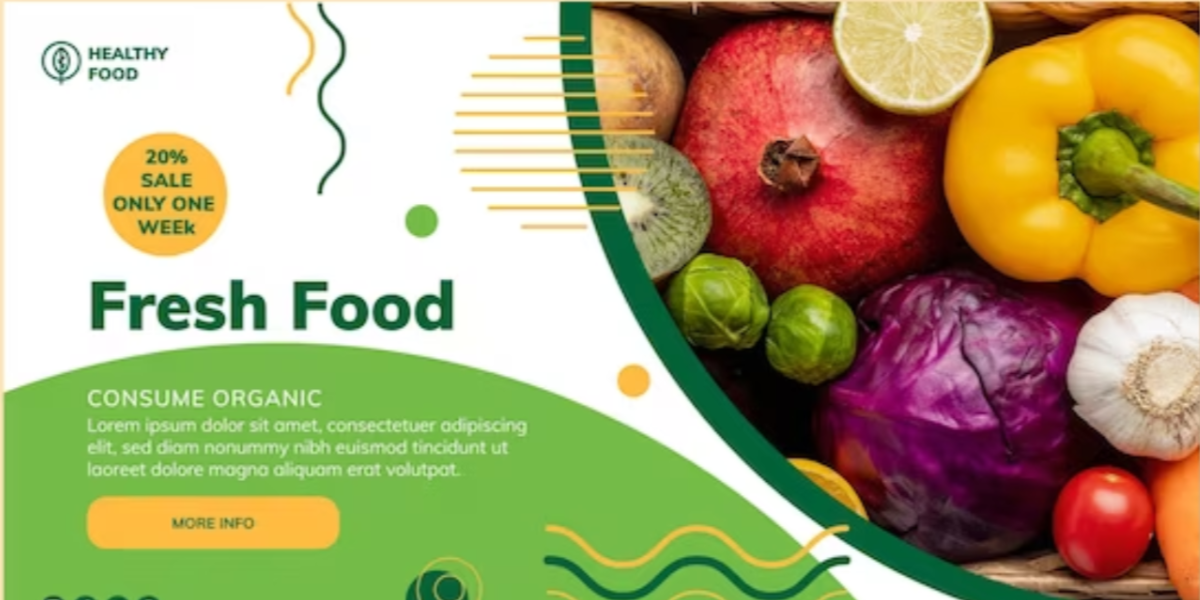 HEALTHY
FOOD
20%
SALE
ONLY ONE
WEEk
Fresh Food
CONSUME ORGANIC
Lorem ipsum dolor sit amet, consectetuer adipiscing
elit, sed diam nonummy nibh euismod tincidunt ut
laoreet dolore magna aliquam erat volutpat.
MORE INFO